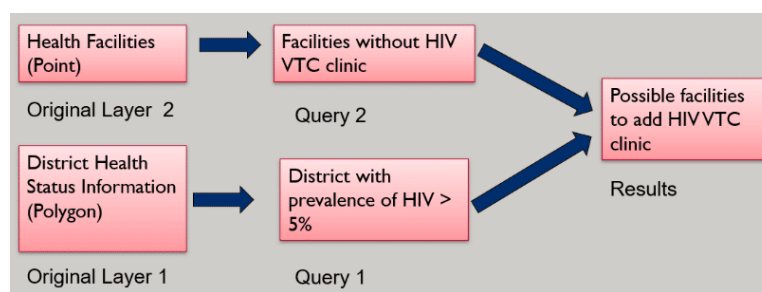 Health Facilities
(Point)
Original Layer 2
Facilities without HIV
VTC clinic
Query 2
Possible facilities
to add HIV VTC
clinic
Results
District Health
Status Information
(Polygon)
Original Layer 1
District with
prevalence of HIV >
5%
Query 1